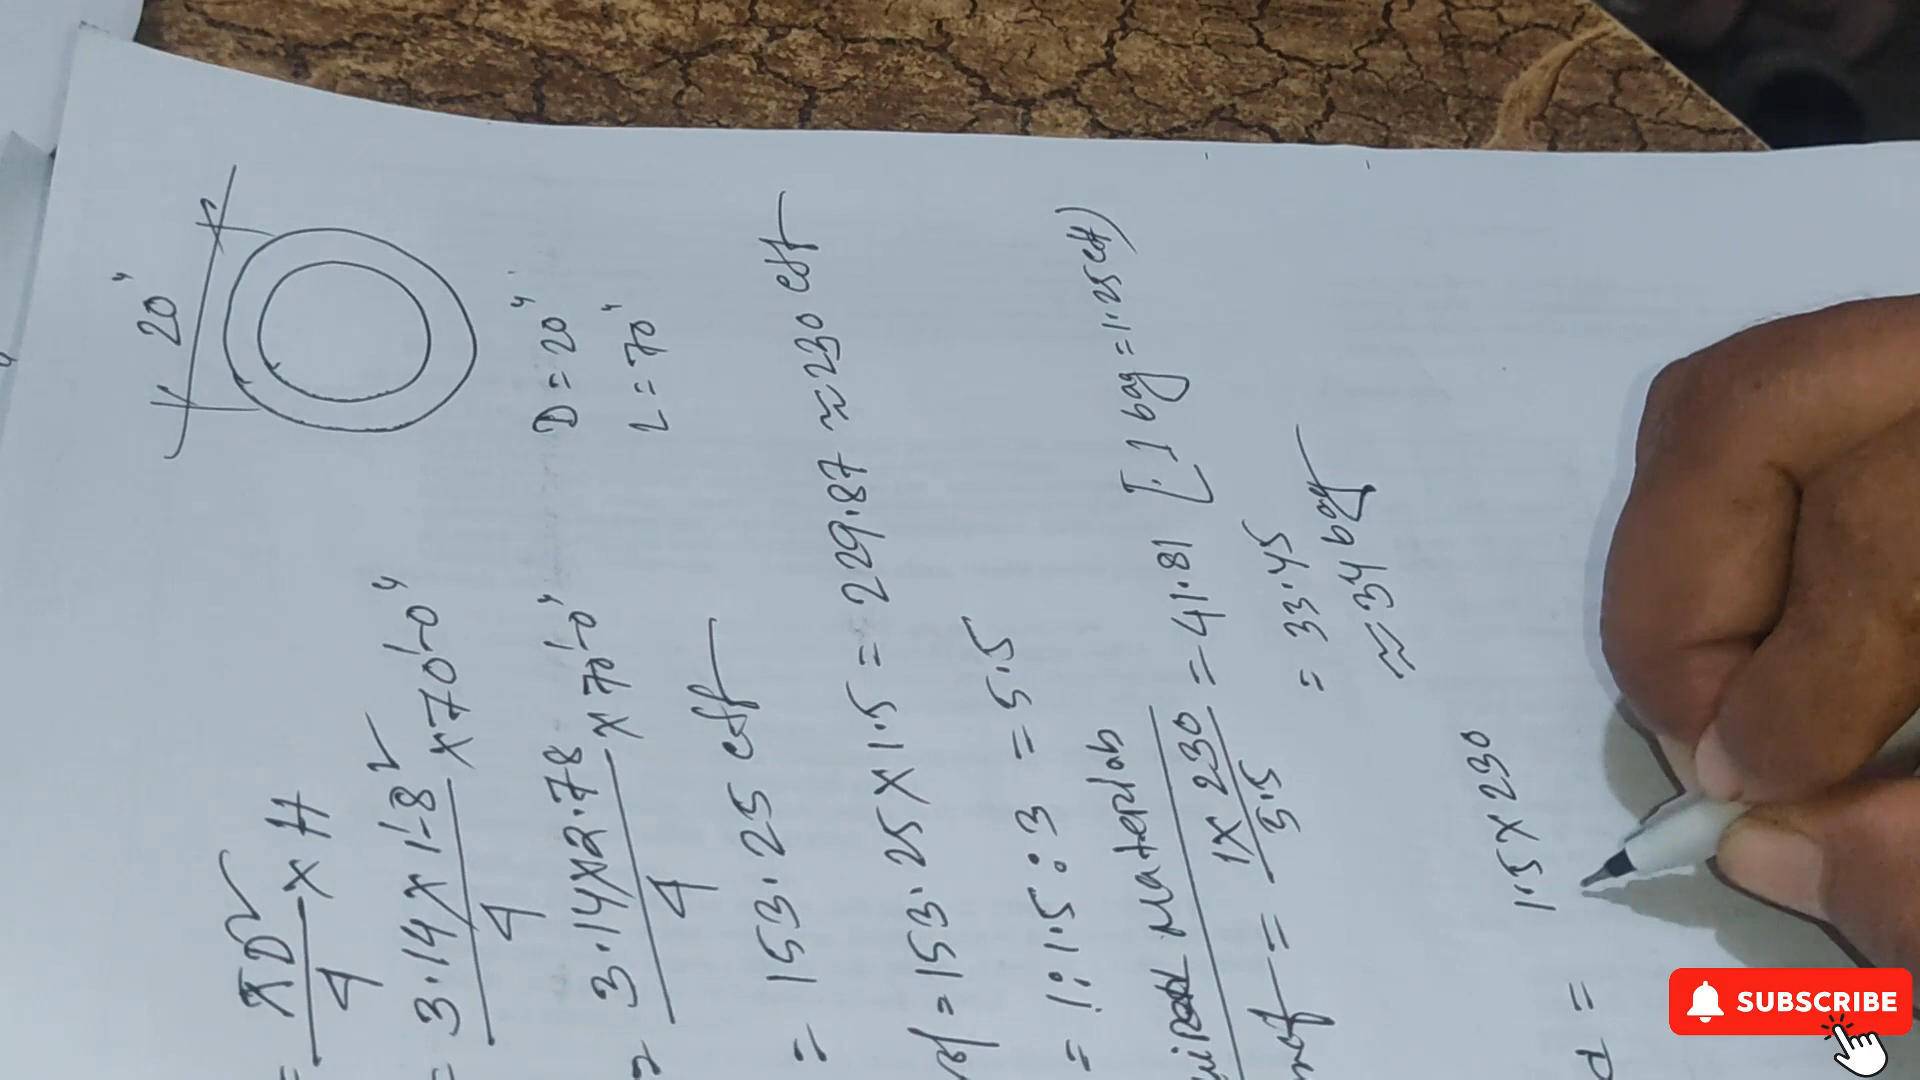 20"
= πD²/4 × H
= 3.14 × 1'-8²/4 × 70'-0"
D = 20"
3.14 × 2.78/4 × 70'-0"
L = 70'
= 153.25 cft
= 153.25 × 1.5 = 229.87 ≈ 230 cft
= 1:1.5:3 = 5.5
Materials
= 1 × 230/5.5 = 41.81 [∵ 1 bag = 1.25 cft)
= 33.45
≈ 34 bag
d = 1.5 × 230
SUBSCRIBE